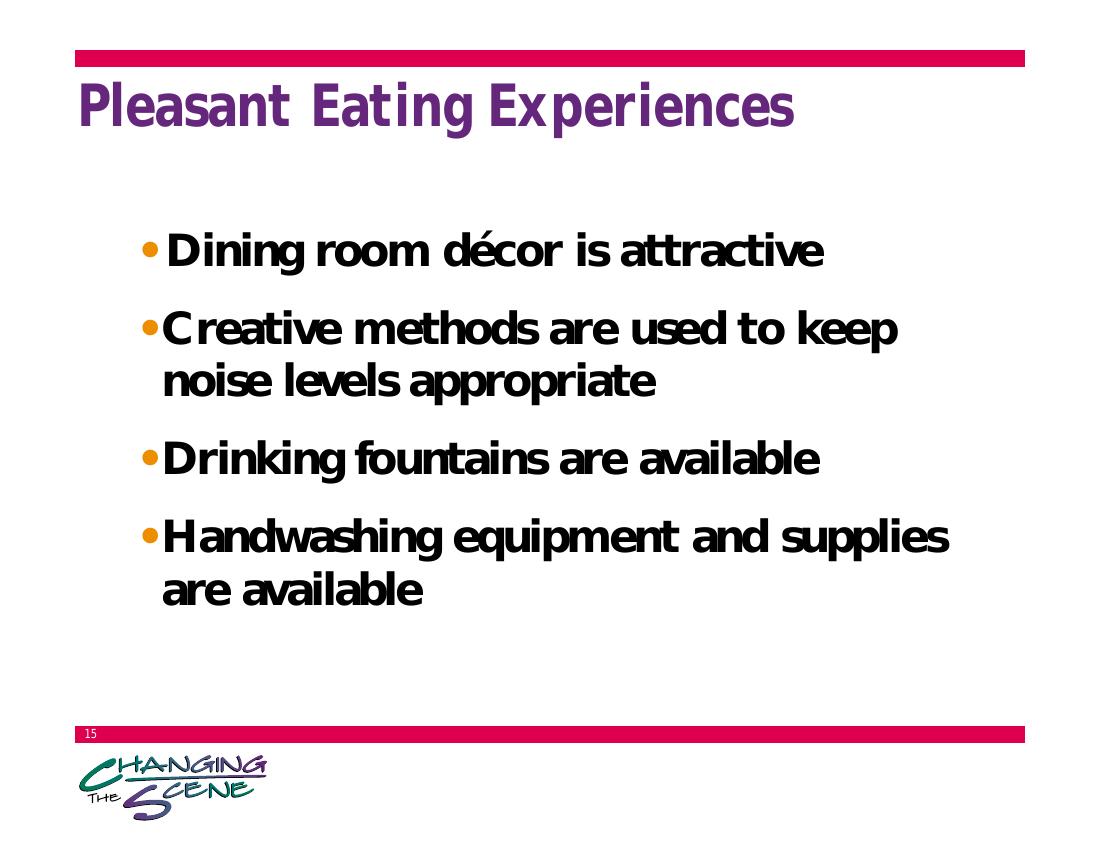 Pleasant Eating Experiences
•Dining room décor is attractive
•Creative methods are used to keep
noise levels appropriate
•Drinking fountains are available
•Handwashing equipment and supplies
are available
15
CHANGING
THE SCENE